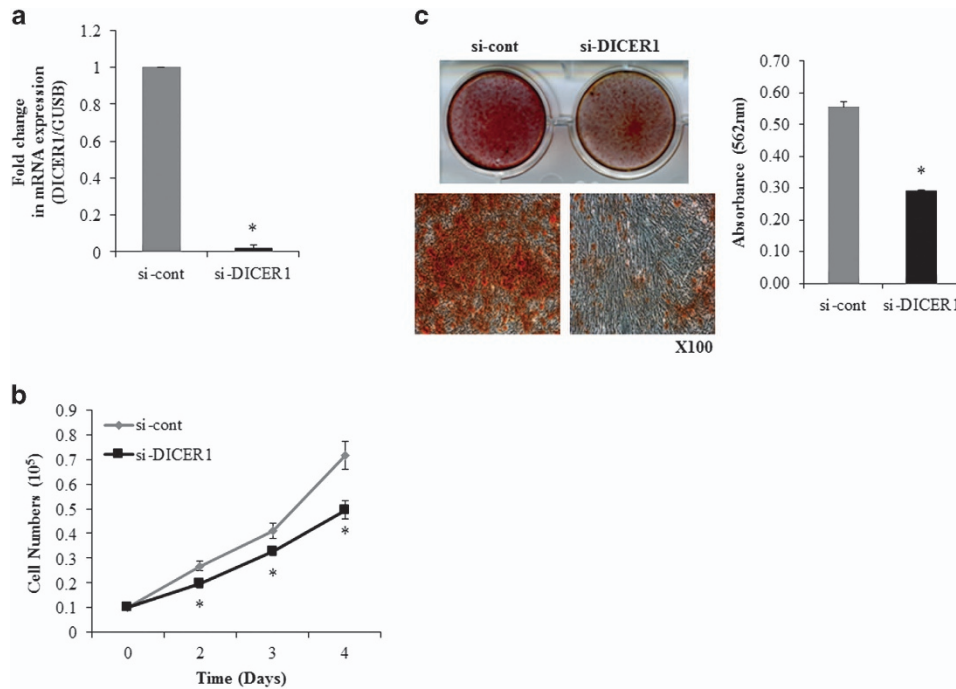 a
Fold change
in mRNA expression
(DICER1/GUSB)
1.2
1
0.8
0.6
0.4
0.2
0
*
si-cont
si-DICER1
c
si-cont
si-DICER1
X100
Absorbance (562nm)
0.60
0.50
0.40
0.30
0.20
0.10
0.00
*
si-cont
si-DICER1
b
Cell Numbers (10⁵)
0.9
0.8
0.7
0.6
0.5
0.4
0.3
0.2
0.1
0
si-cont
si-DICER1
*
*
*
0
2
3
4
Time (Days)